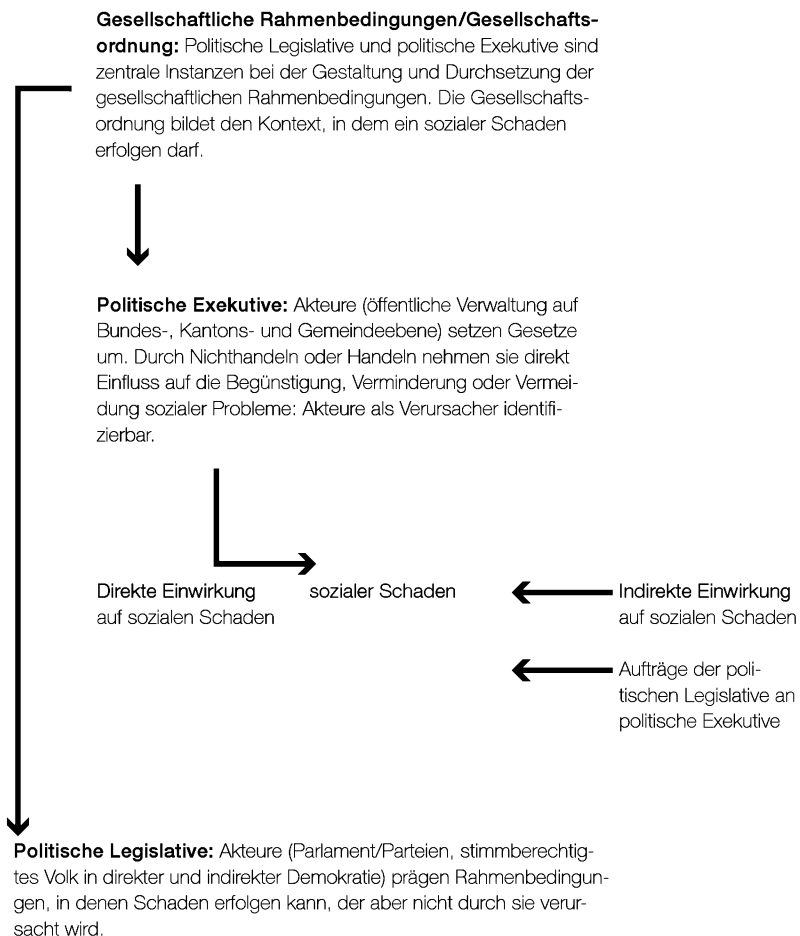 Gesellschaftliche Rahmenbedingungen/Gesellschafts-
ordnung: Politische Legislative und politische Exekutive sind
zentrale Instanzen bei der Gestaltung und Durchsetzung der
gesellschaftlichen Rahmenbedingungen. Die Gesellschafts-
ordnung bildet den Kontext, in dem ein sozialer Schaden
erfolgen darf.
Politische Exekutive: Akteure (öffentliche Verwaltung auf
Bundes-, Kantons- und Gemeindeebene) setzen Gesetze
um. Durch Nichthandeln oder Handeln nehmen sie direkt
Einfluss auf die Begünstigung, Verminderung oder Vermei-
dung sozialer Probleme: Akteure als Verursacher identifi-
zierbar.
Direkte Einwirkung
auf sozialen Schaden
sozialer Schaden
Indirekte Einwirkung
auf sozialen Schaden
Aufträge der poli-
tischen Legislative an
politische Exekutive
Politische Legislative: Akteure (Parlament/Parteien, stimmberechtig-
tes Volk in direkter und indirekter Demokratie) prägen Rahmenbedingun-
gen, in denen Schaden erfolgen kann, der aber nicht durch sie verur-
sacht wird.